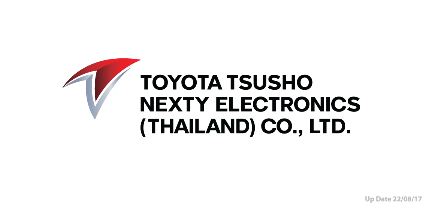 TOYOTA TSUSHO
NEXTY ELECTRONICS
(THAILAND) CO., LTD.
Up Date 22/08/17